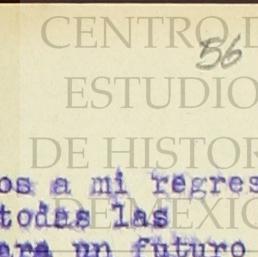 CENTRO D
56
ESTUDIO
DE HISTOR
os a mi regres
DE MEXIC
todas las
ara un futuro